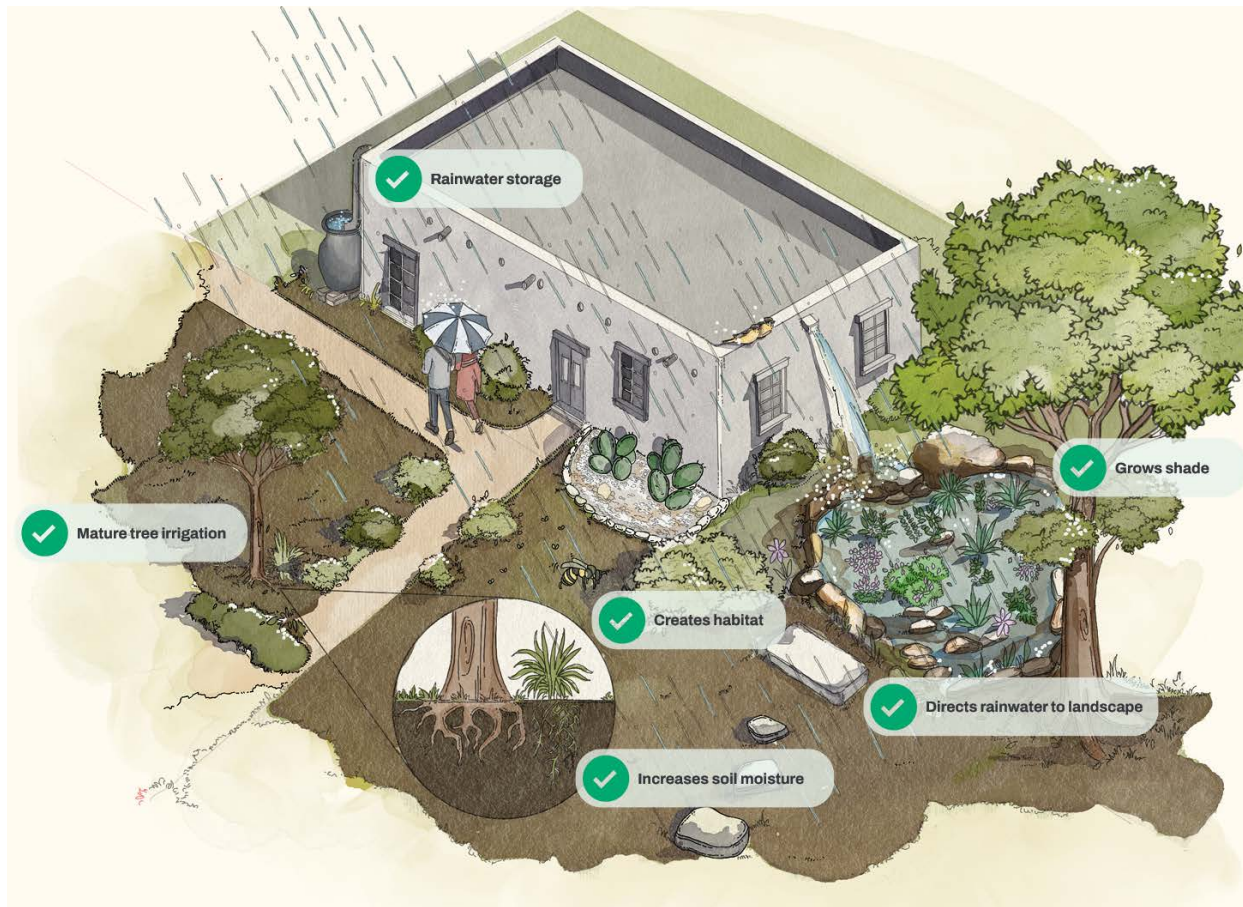 Rainwater storage
Grows shade
Mature tree irrigation
Creates habitat
Directs rainwater to landscape
Increases soil moisture